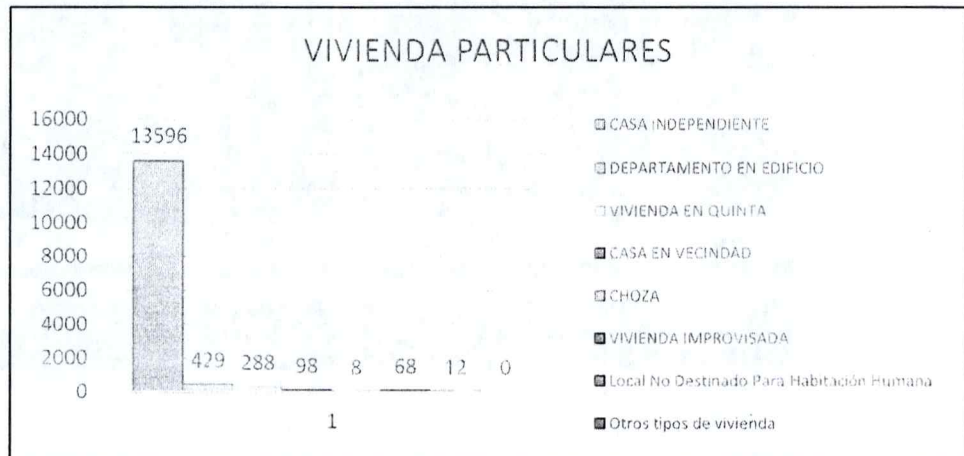 VIVIENDA PARTICULARES
16000
14000
12000
10000
8000
6000
4000
2000
0
13596
429
288
98
8
68
12
0
1
CASA INDEPENDIENTE
DEPARTAMENTO EN EDIFICIO
VIVIENDA EN QUINTA
CASA EN VECINDAD
CHOZA
VIVIENDA IMPROVISADA
Local No Destinado Para Habitación Humana
Otros tipos de vivienda